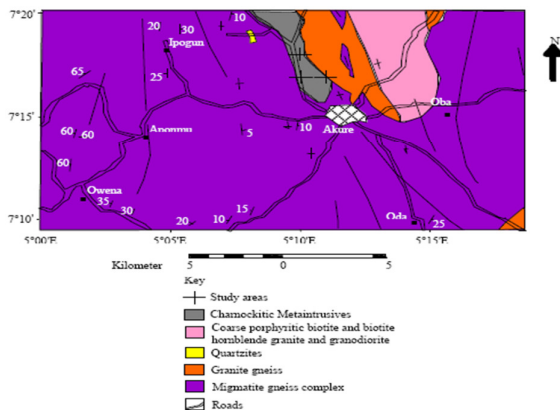 7°20'
20
30
10
N
Ipogun
65
25
7°15'
60
60
5
10
Akure
Oba
Aponmu
60
Owena
35
30
20
10
15
Oda
25
7°10'
5°00'E
5°05'E
5°10'E
5°15'E
Kilometer 5 0 5
Key
Study areas
Charnockitic Metaintrusives
Coarse porphyritic biotite and biotite
hornblende granite and granodiorite
Quartzites
Granite gneiss
Migmatite gneiss complex
Roads